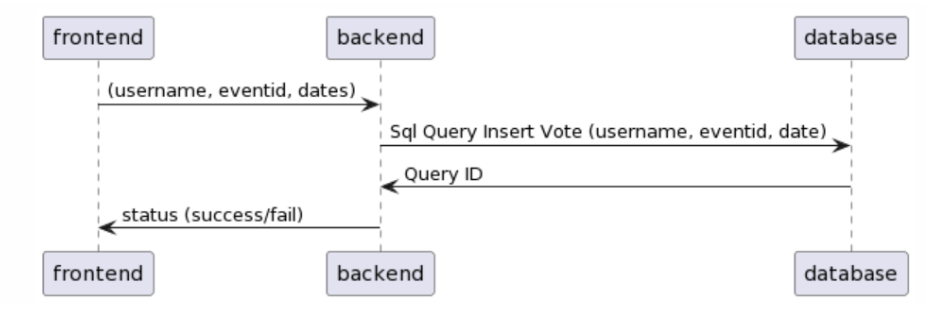 frontend
backend
database
(username, eventid, dates)
Sql Query Insert Vote (username, eventid, date)
Query ID
status (success/fail)
frontend
backend
database